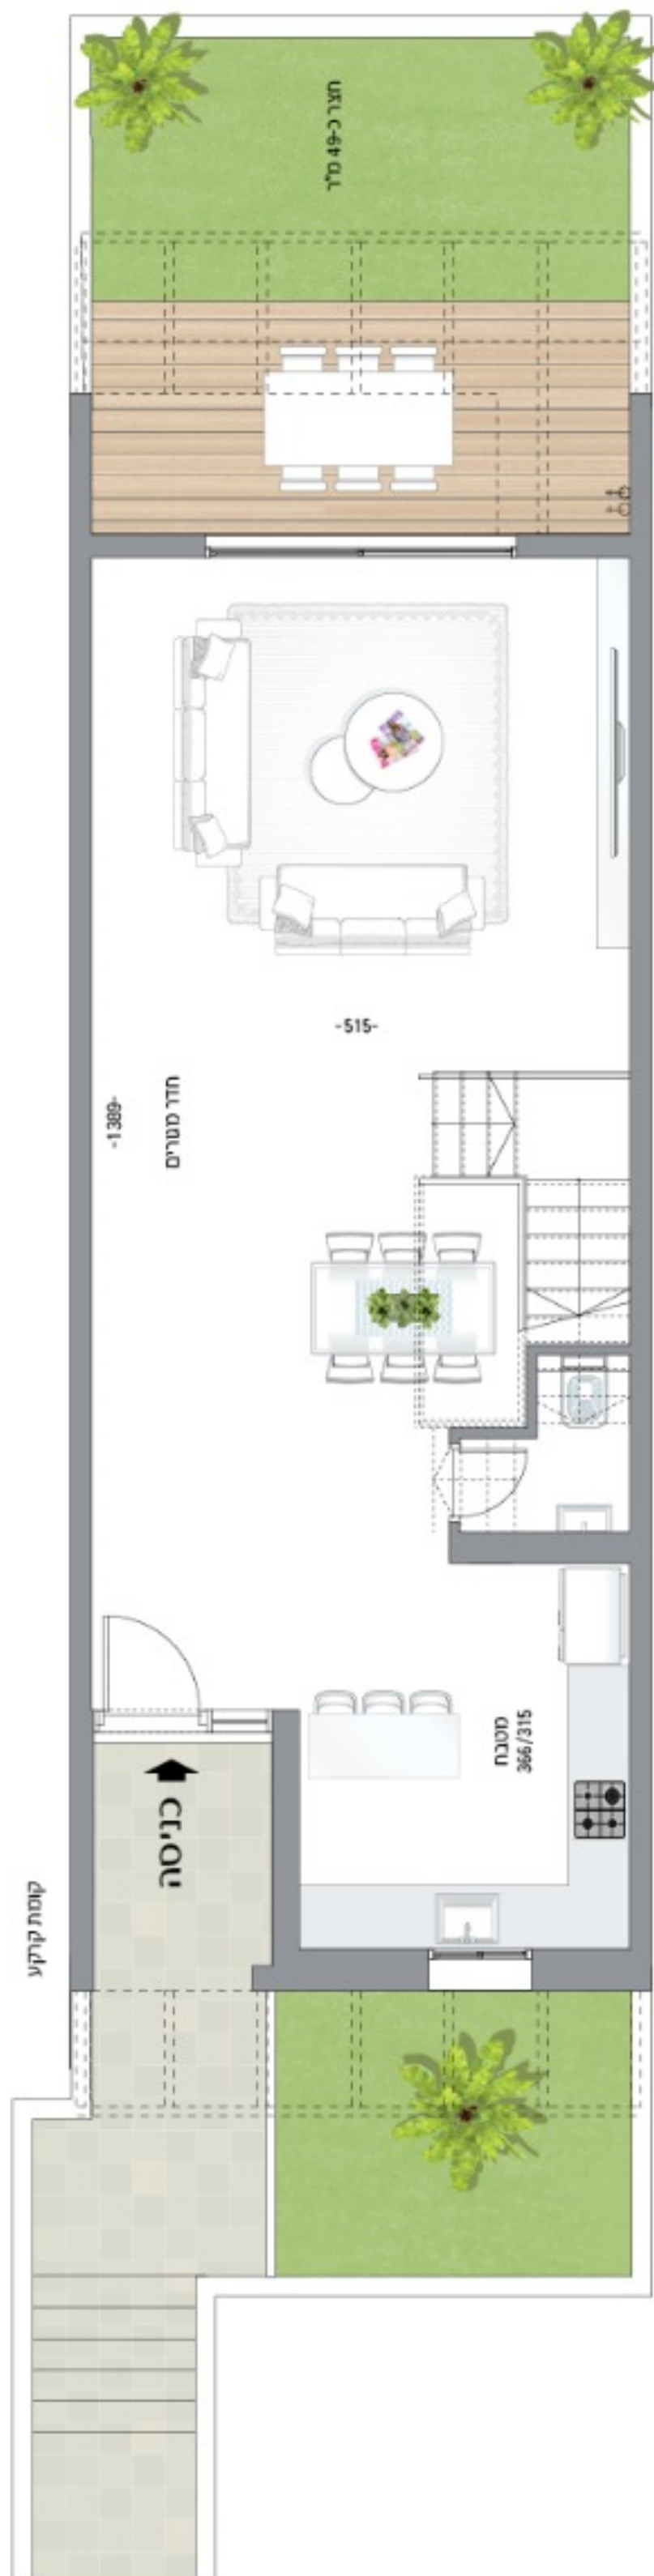 חצר כ-49 מ"ר
-515-
-1389-
חדר מגורים
מטבח
366/315
כניסה
קומת קרקע